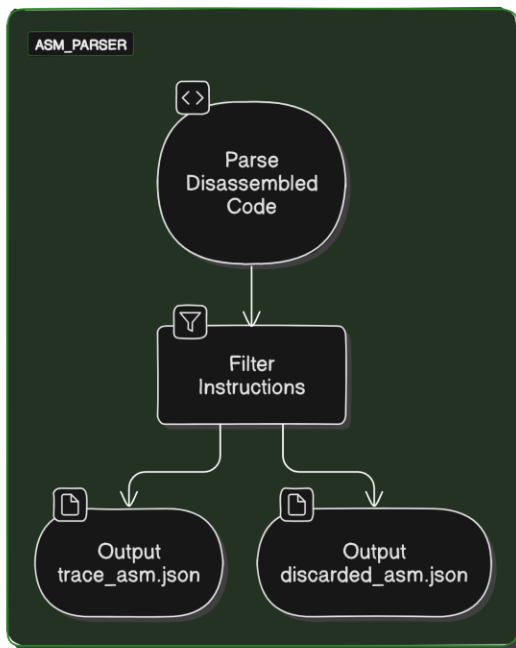 ASM_PARSER
Parse
Disassembled
Code
Filter
Instructions
Output
trace_asm.json
Output
discarded_asm.json